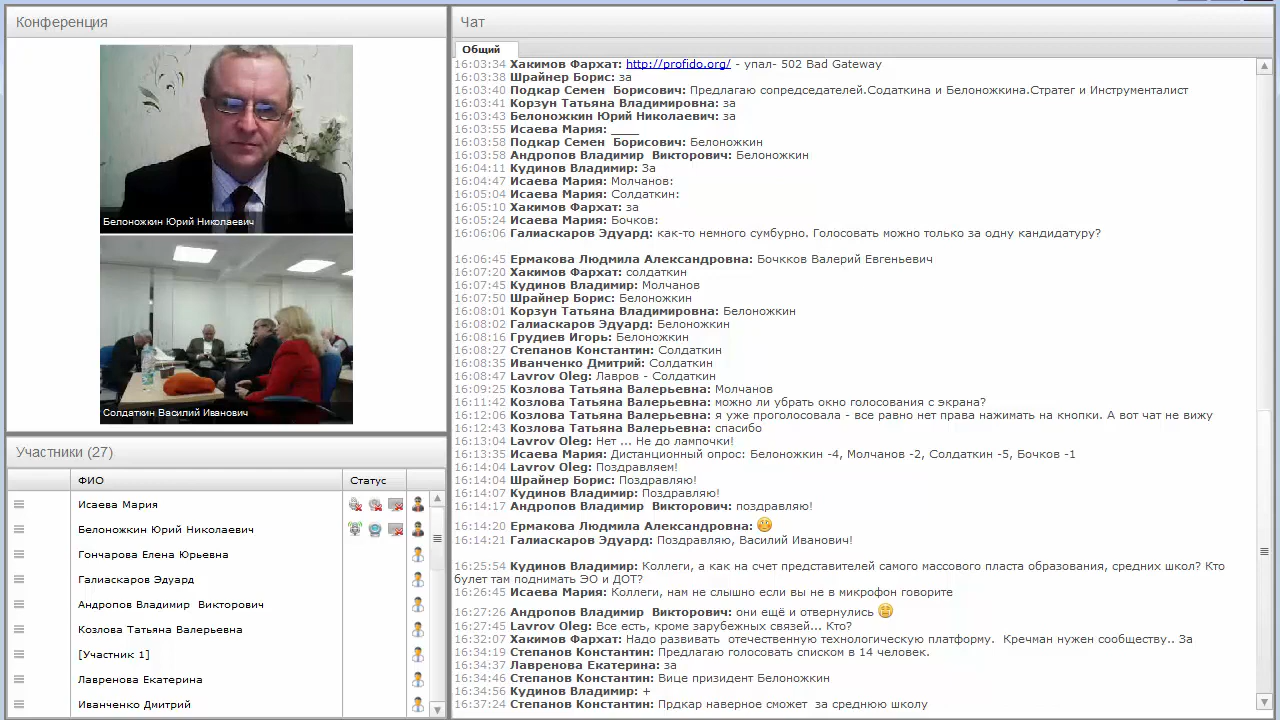 Конференция
Белоножкин Юрий Николаевич
Солдаткин Василий Иванович
Участники (27)
ФИО Статус
Исаева Мария
Белоножкин Юрий Николаевич
Гончарова Елена Юрьевна
Галиаскаров Эдуард
Андропов Владимир Викторович
Козлова Татьяна Валерьевна
[Участник 1]
Лавренова Екатерина
Иванченко Дмитрий
Чат
Общий
16:03:34 Хакимов Фархат: http://profido.org/ - упал- 502 Bad Gateway
16:03:38 Шрайнер Борис: за
16:03:40 Подкар Семен Борисович: Предлагаю сопредседателей.Содаткина и Белоножкина.Стратег и Инструменталист
16:03:41 Корзун Татьяна Владимировна: за
16:03:43 Белоножкин Юрий Николаевич: за
16:03:55 Исаева Мария: ____
16:03:58 Подкар Семен Борисович: Белоножкин
16:03:58 Андропов Владимир Викторович: Белоножкин
16:04:11 Кудинов Владимир: За
16:04:47 Исаева Мария: Молчанов:
16:05:04 Исаева Мария: Солдаткин:
16:05:10 Хакимов Фархат: за
16:05:24 Исаева Мария: Бочков:
16:06:06 Галиаскаров Эдуард: как-то немного сумбурно. Голосовать можно только за одну кандидатуру?
16:06:45 Ермакова Людмила Александровна: Бочкков Валерий Евгеньевич
16:07:20 Хакимов Фархат: солдаткин
16:07:45 Кудинов Владимир: Молчанов
16:07:50 Шрайнер Борис: Белоножкин
16:08:01 Корзун Татьяна Владимировна: Белоножкин
16:08:02 Галиаскаров Эдуард: Белоножкин
16:08:16 Грудиев Игорь: Белоножкин
16:08:27 Степанов Константин: Солдаткин
16:08:35 Иванченко Дмитрий: Солдаткин
16:08:47 Lavrov Oleg: Лавров - Солдаткин
16:09:25 Козлова Татьяна Валерьевна: Молчанов
16:11:42 Козлова Татьяна Валерьевна: можно ли убрать окно голосования с экрана?
16:12:06 Козлова Татьяна Валерьевна: я уже проголосовала - все равно нет права нажимать на кнопки. А вот чат не вижу
16:12:43 Козлова Татьяна Валерьевна: спасибо
16:13:04 Lavrov Oleg: Нет ... Не до лампочки!
16:13:35 Исаева Мария: Дистанционный опрос: Белоножкин -4, Молчанов -2, Солдаткин -5, Бочков -1
16:14:04 Lavrov Oleg: Поздравляем!
16:14:04 Шрайнер Борис: Поздравляю!
16:14:07 Кудинов Владимир: Поздравляю!
16:14:17 Андропов Владимир Викторович: поздравляю!
16:14:20 Ермакова Людмила Александровна:
16:14:21 Галиаскаров Эдуард: Поздравляю, Василий Иванович!
16:25:54 Кудинов Владимир: Коллеги, а как на счет представителей самого массового пласта образования, средних школ? Кто
булет там поднимать ЭО и ДОТ?
16:26:45 Исаева Мария: Коллеги, нам не слышно если вы не в микрофон говорите
16:27:26 Андропов Владимир Викторович: они ещё и отвернулись
16:27:45 Lavrov Oleg: Все есть, кроме зарубежных связей... Кто?
16:32:07 Хакимов Фархат: Надо развивать отечественную технологическую платформу. Кречман нужен сообществу.. За
16:34:19 Степанов Константин: Предлагаю голосовать списком в 14 человек.
16:34:37 Лавренова Екатерина: за
16:34:46 Степанов Константин: Вице призидент Белоножкин
16:34:56 Кудинов Владимир: +
16:37:24 Степанов Константин: Прдкар наверное сможет за среднюю школу